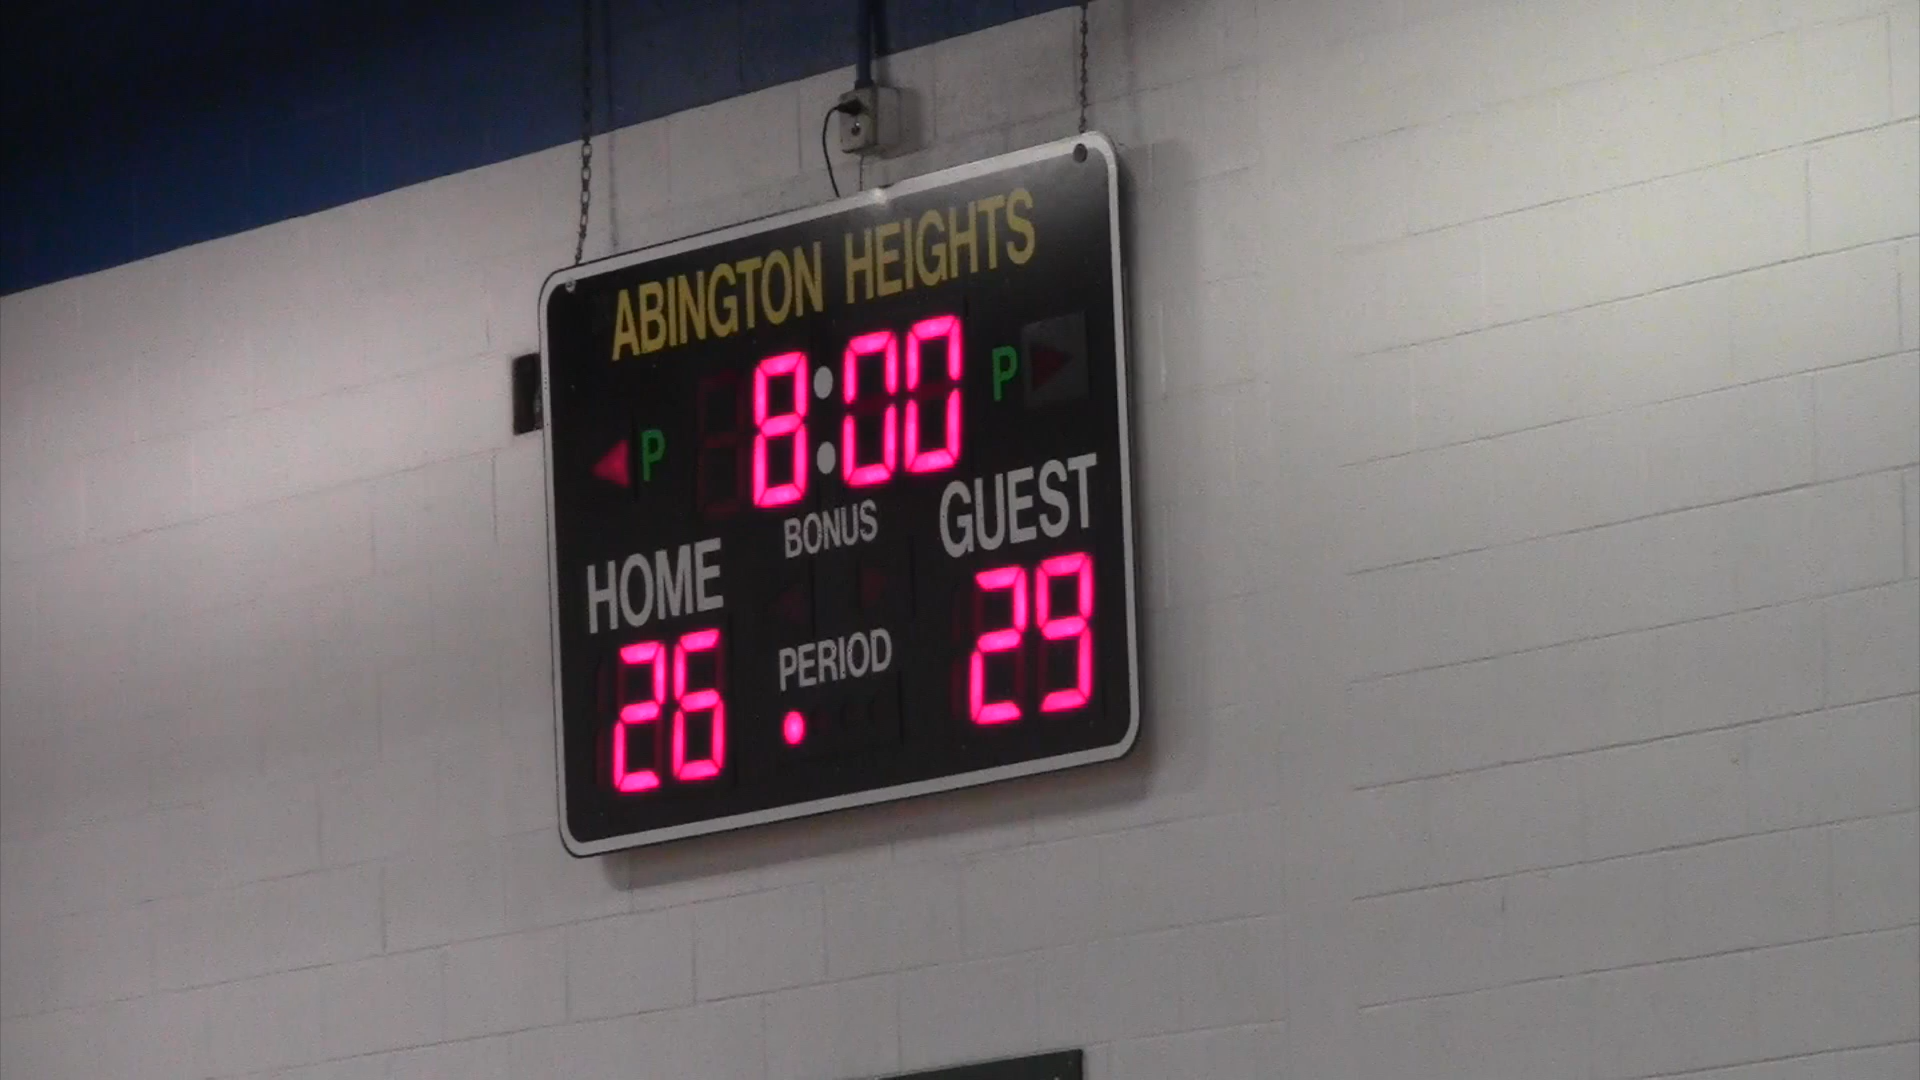 ABINGTON HEIGHTS
P 8:00 P
BONUS
HOME GUEST
26 PERIOD 29